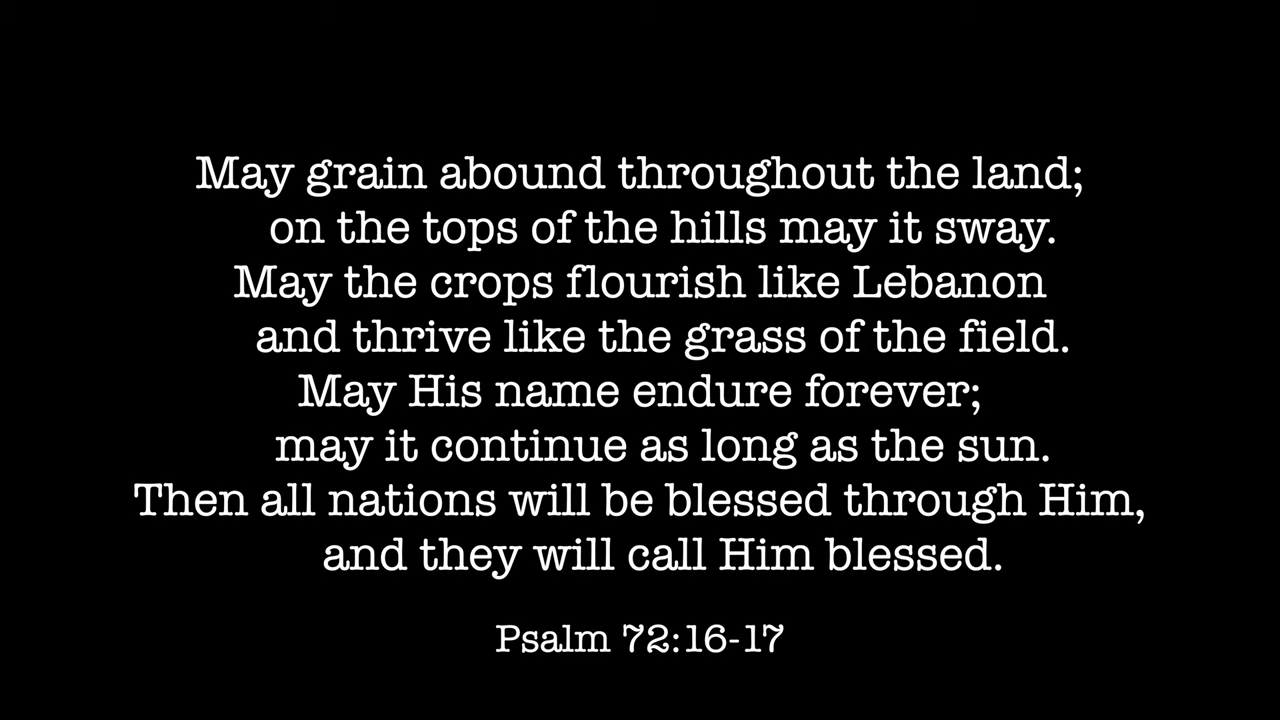 May grain abound throughout the land;
on the tops of the hills may it sway.
May the crops flourish like Lebanon
and thrive like the grass of the field.
May His name endure forever;
may it continue as long as the sun.
Then all nations will be blessed through Him,
and they will call Him blessed.
Psalm 72:16-17